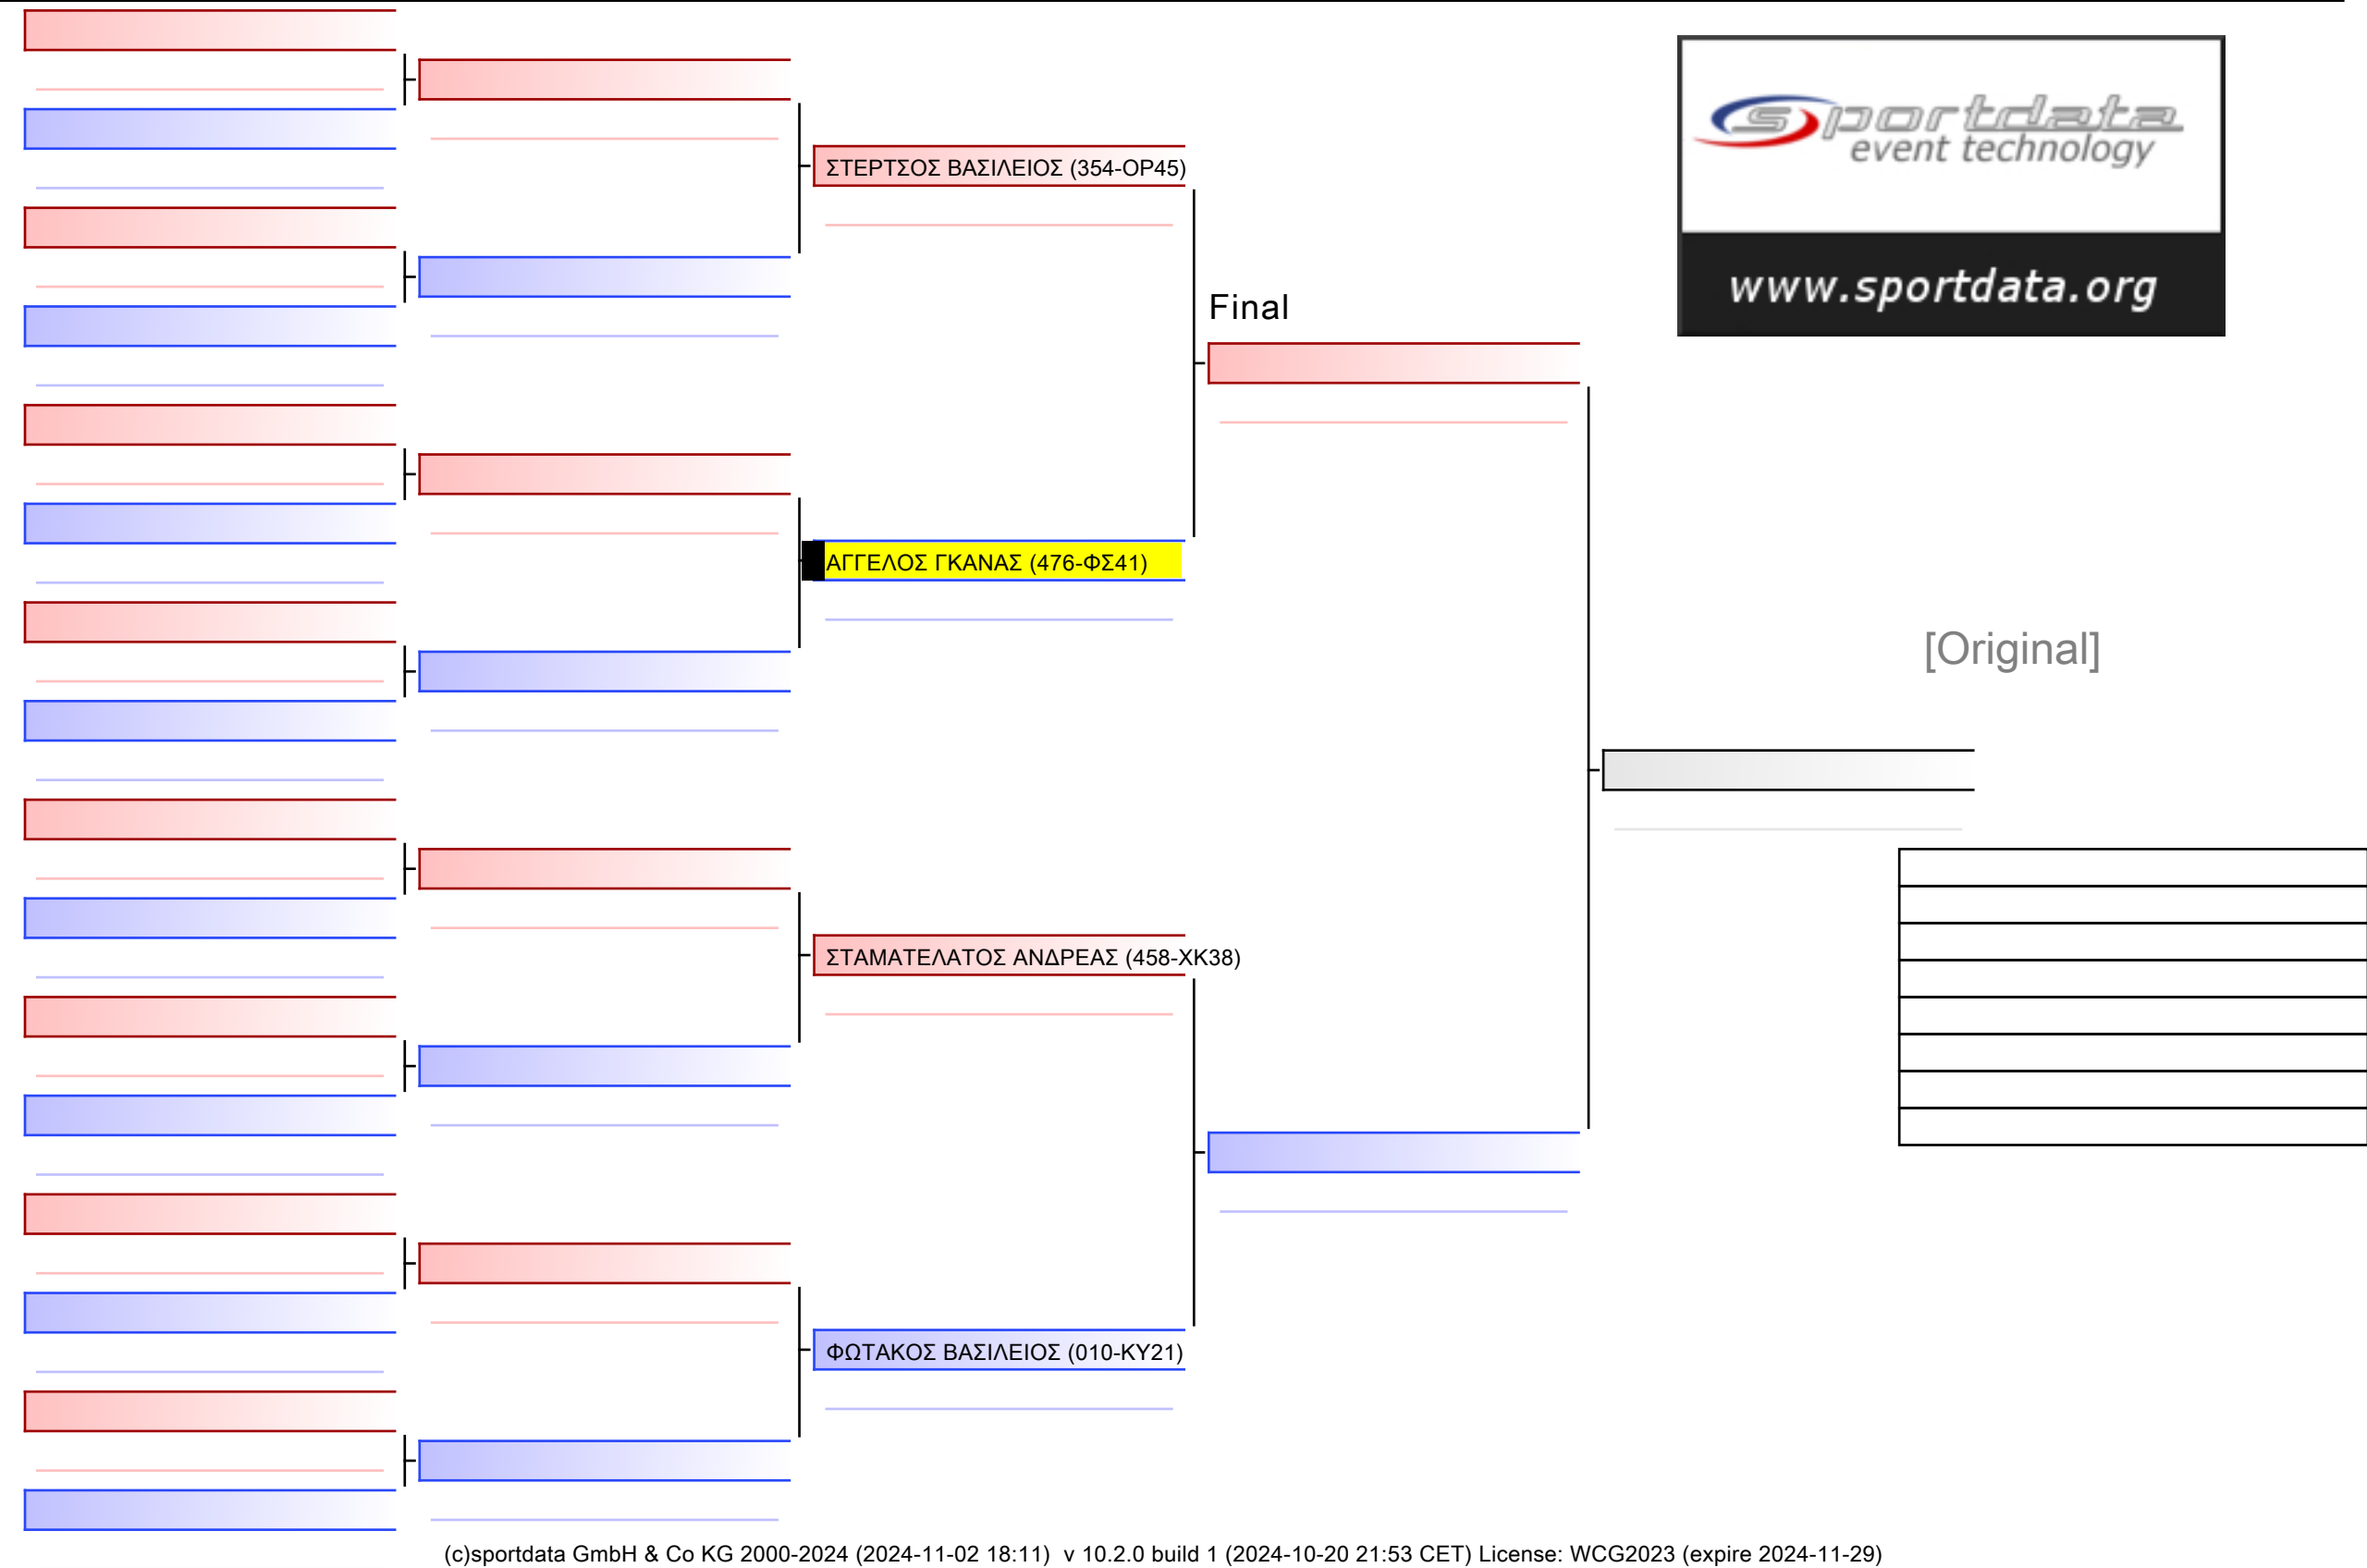 sportdata
event technology
www.sportdata.org
ΣΤΕΡΤΣΟΣ ΒΑΣΙΛΕΙΟΣ (354-ΟΡ45)
Final
ΑΓΓΕΛΟΣ ΓΚΑΝΑΣ (476-ΦΣ41)
[Original]
ΣΤΑΜΑΤΕΛΑΤΟΣ ΑΝΔΡΕΑΣ (458-ΧΚ38)
ΦΩΤΑΚΟΣ ΒΑΣΙΛΕΙΟΣ (010-ΚΥ21)
(c)sportdata GmbH & Co KG 2000-2024 (2024-11-02 18:11) v 10.2.0 build 1 (2024-10-20 21:53 CET) License: WCG2023 (expire 2024-11-29)